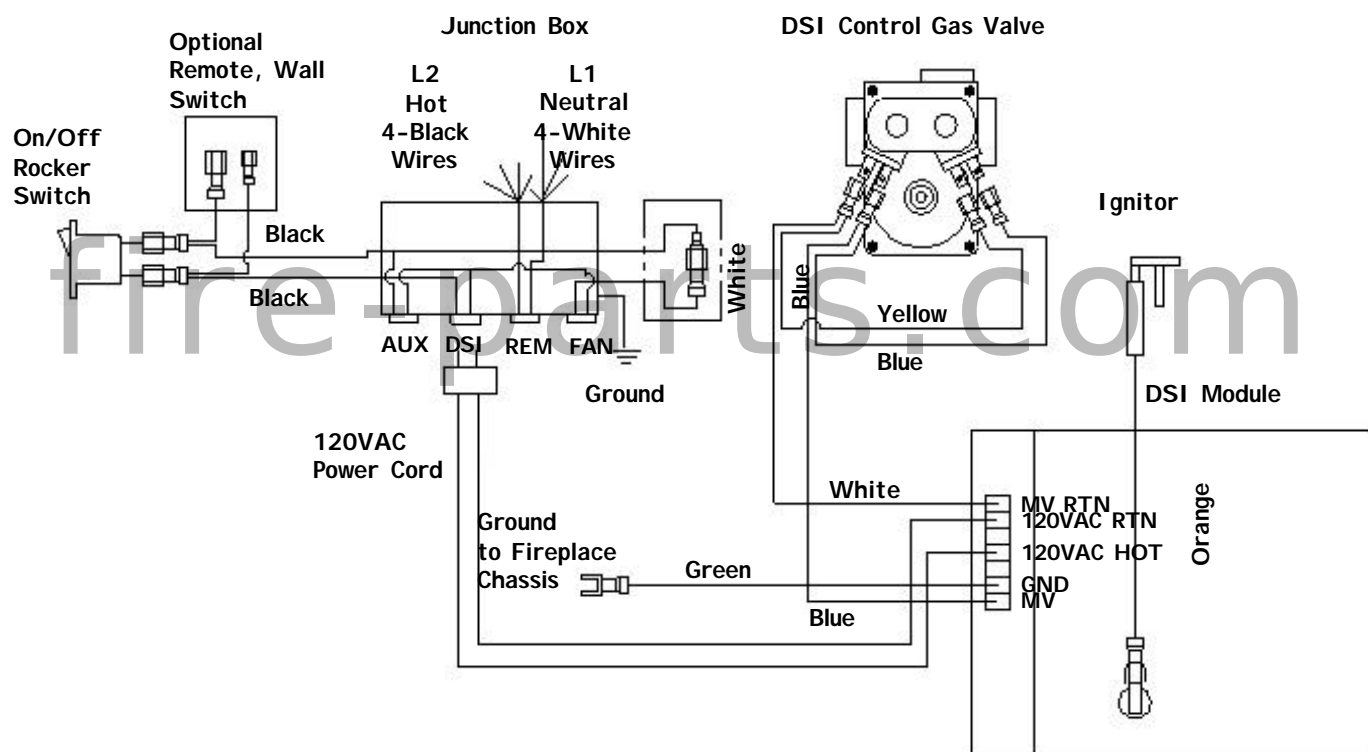 Junction Box
DSI Control Gas Valve
Optional
Remote, Wall
Switch
L2
Hot
4-Black
Wires
L1
Neutral
4-White
Wires
On/Off
Rocker
Switch
Ignitor
Black
Black
White
Blue
Yellow
Blue
fire-parts.com
AUX
DSI
REM
FAN
Ground
DSI Module
120VAC
Power Cord
White
MV RTN
120VAC RTN
120VAC HOT
GND
MV
Orange
Ground
to Fireplace
Chassis
Green
Blue